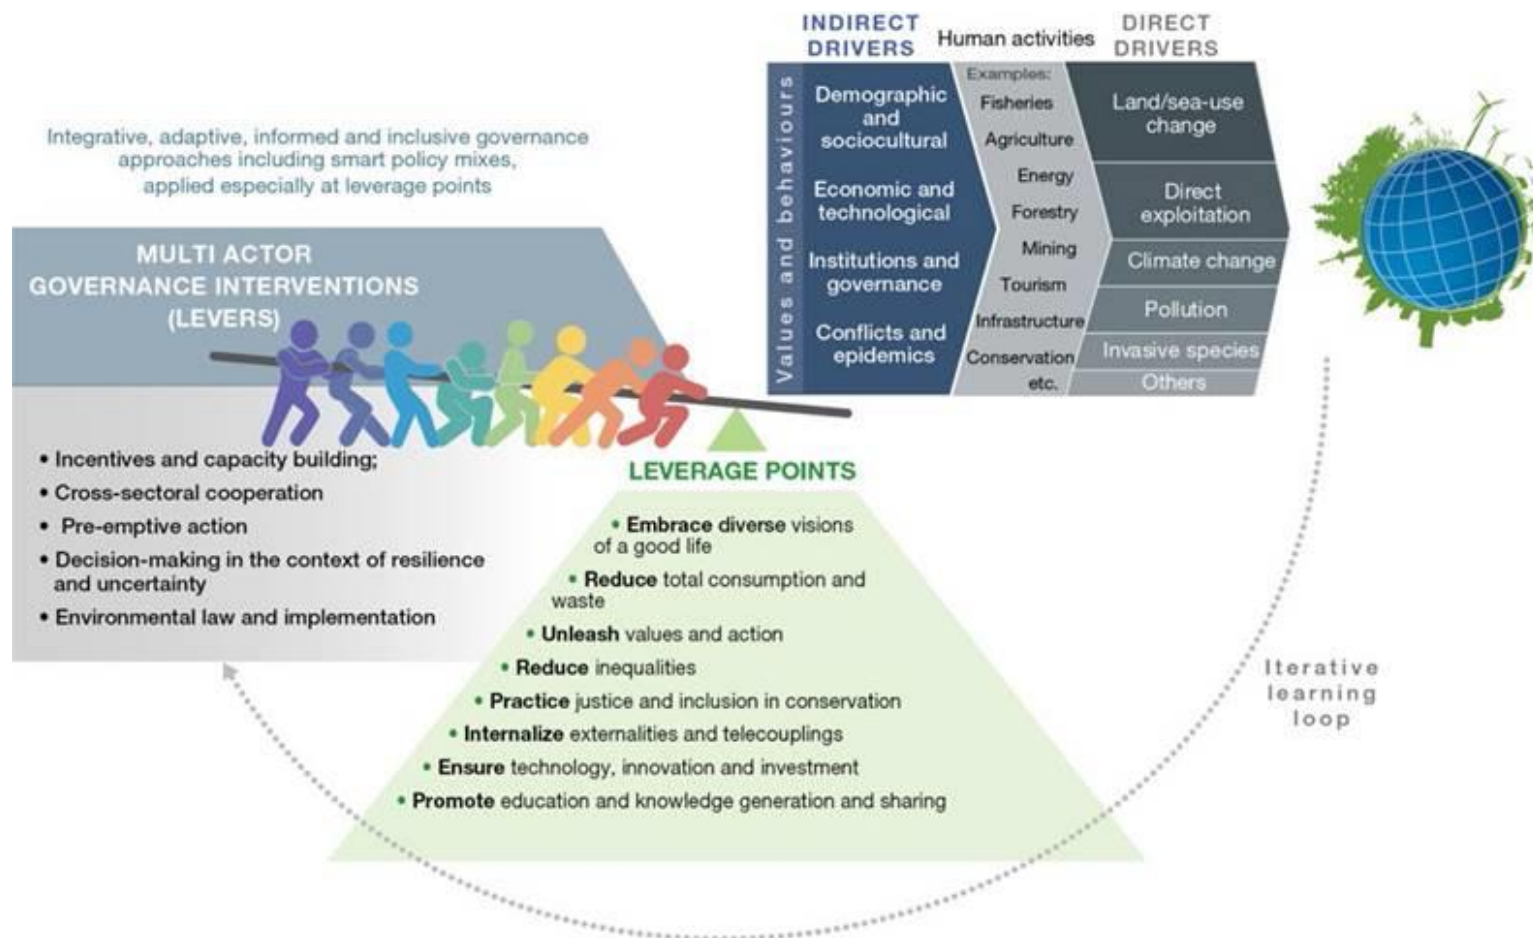 Integrative, adaptive, informed and inclusive governance
approaches including smart policy mixes,
applied especially at leverage points
MULTI ACTOR
GOVERNANCE INTERVENTIONS
(LEVERS)
• Incentives and capacity building;
• Cross-sectoral cooperation
• Pre-emptive action
• Decision-making in the context of resilience
and uncertainty
• Environmental law and implementation
INDIRECT
DRIVERS
Human activities
DIRECT
DRIVERS
Values and behaviours
Demographic
and
sociocultural
Economic and
technological
Institutions and
governance
Conflicts and
epidemics
Examples:
Fisheries
Agriculture
Energy
Forestry
Mining
Tourism
Infrastructure
Conservation
etc.
Land/sea-use
change
Direct
exploitation
Climate change
Pollution
Invasive species
Others
LEVERAGE POINTS
• Embrace diverse visions
of a good life
• Reduce total consumption and
waste
• Unleash values and action
• Reduce inequalities
• Practice justice and inclusion in conservation
• Internalize externalities and telecouplings
• Ensure technology, innovation and investment
• Promote education and knowledge generation and sharing
Iterative
learning
loop